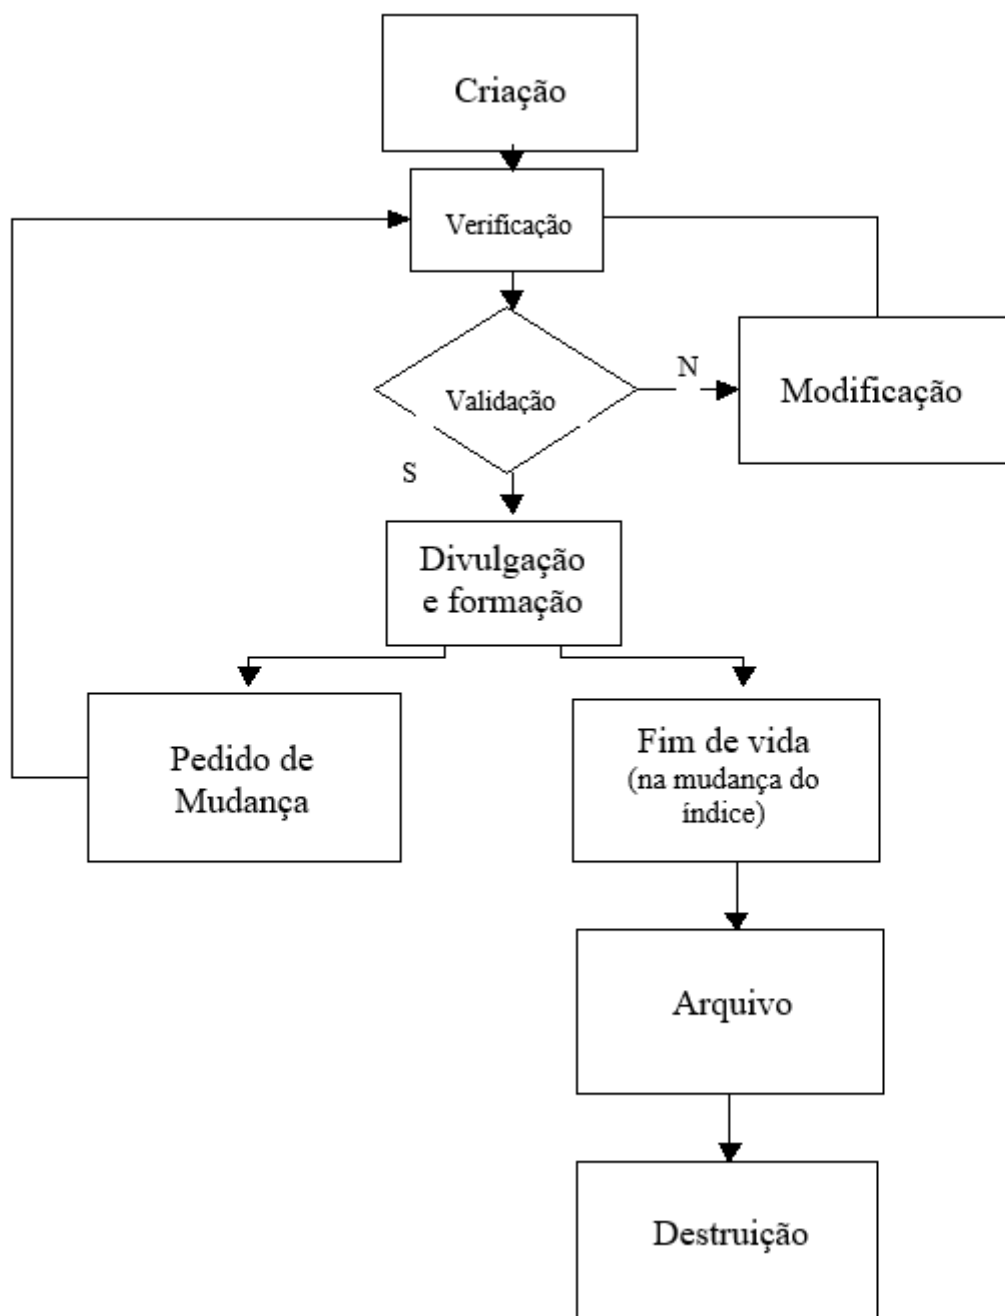 Criação
Verificação
N
Validação
Modificação
S
Divulgação
e formação
Pedido de
Mudança
Fim de vida
(na mudança do
índice)
Arquivo
Destruição